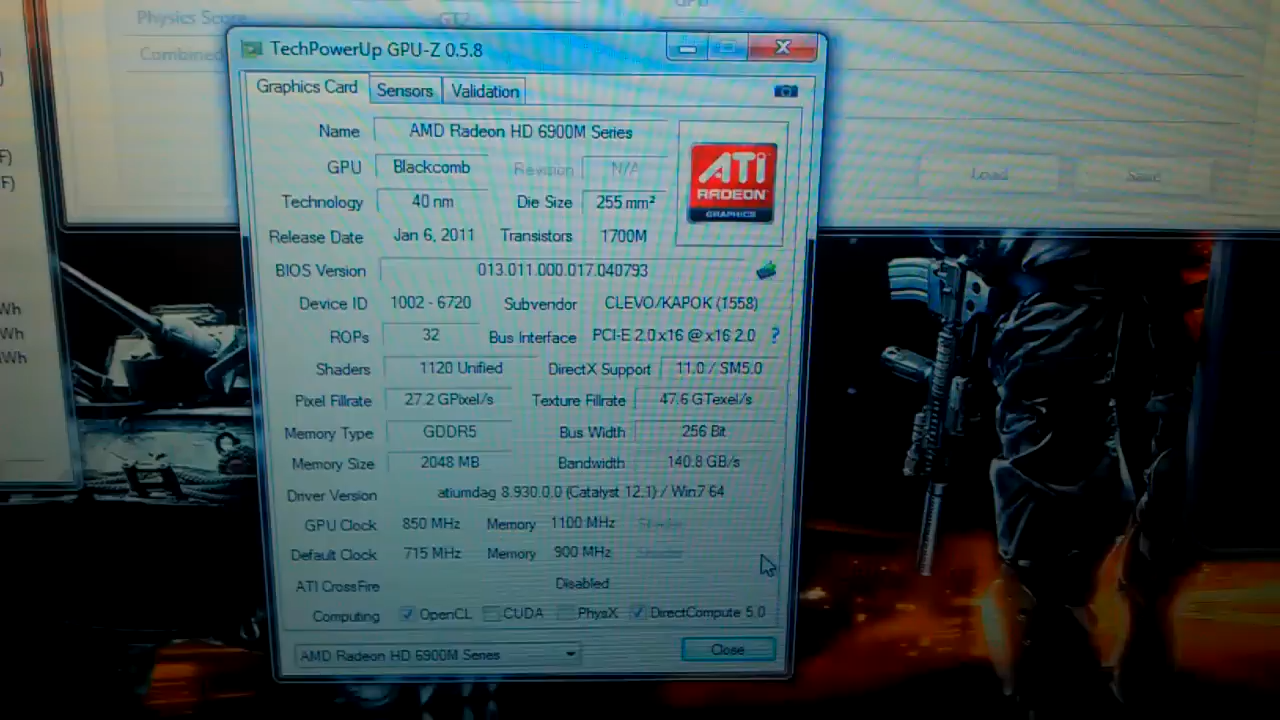 Physics Score
GT2
GPU
Combined
TechPowerUp GPU-Z 0.5.8
Graphics Card Sensors Validation
Name AMD Radeon HD 6900M Series
GPU Blackcomb Revision N/A
ATI
RADEON
GRAPHICS
Technology 40 nm Die Size 255 mm²
Release Date Jan 6, 2011 Transistors 1700M
BIOS Version 013.011.000.017.040793
Device ID 1002 - 6720 Subvendor CLEVO/KAPOK (1558)
ROPs 32 Bus Interface PCI-E 2.0 x16 @ x16 2.0 ?
Shaders 1120 Unified DirectX Support 11.0 / SM5.0
Pixel Fillrate 27.2 GPixel/s Texture Fillrate 47.6 GTexel/s
Memory Type GDDR5 Bus Width 256 Bit
Memory Size 2048 MB Bandwidth 140.8 GB/s
Driver Version atiumdag 8.930.0.0 (Catalyst 12.1) / Win7 64
GPU Clock 850 MHz Memory 1100 MHz Shader
Default Clock 715 MHz Memory 900 MHz Shader
ATI CrossFire Disabled
Computing OpenCL CUDA PhysX DirectCompute 5.0
AMD Radeon HD 6900M Series Close
Load Save
F)
F)
Wh
Wh
Wh